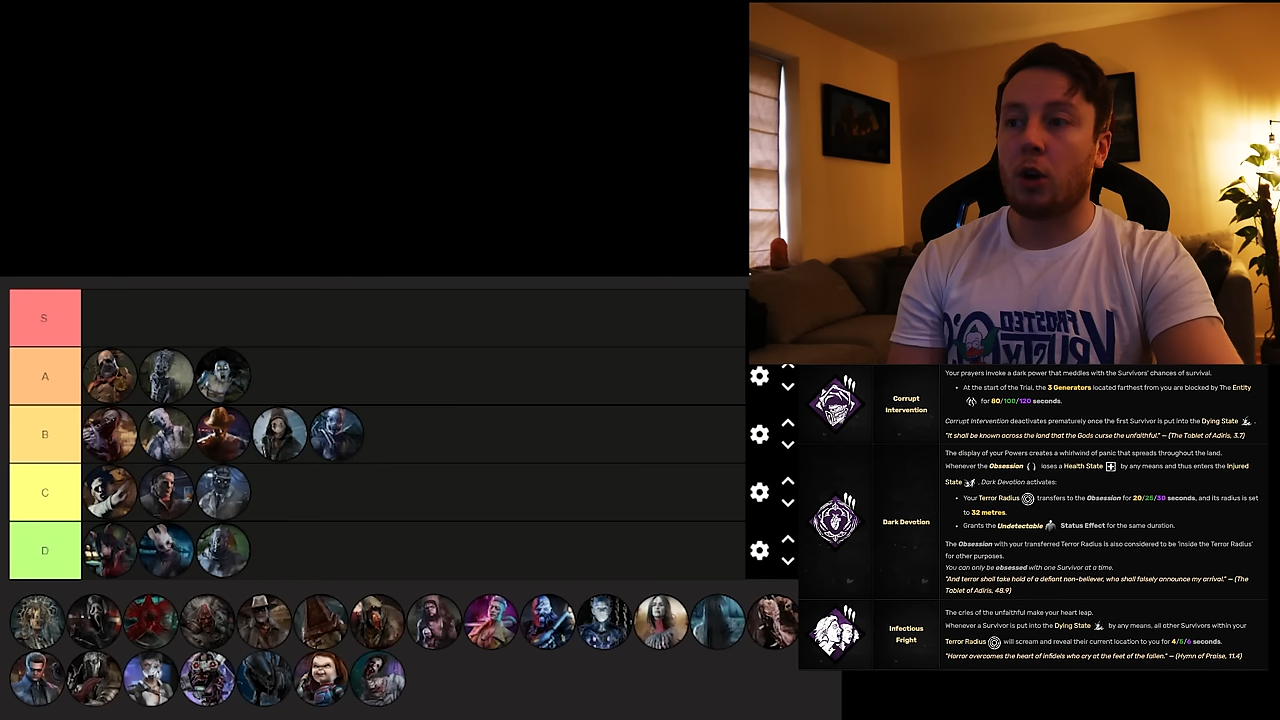 S
A
B
C
D
FROSTED
KRUSTY
Corrupt
Intervention
Your prayers invoke a dark power that meddles with the Survivors' chances of survival.
At the start of the Trial, the 3 Generators located farthest from you are blocked by The Entity
for 80/100/120 seconds.
Corrupt Intervention deactivates prematurely once the first Survivor is put into the Dying State .
"It shall be known across the land that the Gods curse the unfaithful." — (The Tablet of Adiris, 3.7)
Dark Devotion
The display of your Powers creates a whirlwind of panic that spreads throughout the land.
Whenever the Obsession loses a Health State by any means and thus enters the Injured
State , Dark Devotion activates:
Your Terror Radius transfers to the Obsession for 20/25/30 seconds, and its radius is set
to 32 metres.
Grants the Undetectable Status Effect for the same duration.
The Obsession with your transferred Terror Radius is also considered to be 'inside the Terror Radius'
for other purposes.
You can only be obsessed with one Survivor at a time.
"And terror shall take hold of a defiant non-believer, who shall falsely announce my arrival." — (The
Tablet of Adiris, 48.9)
Infectious
Fright
The cries of the unfaithful make your heart leap.
Whenever a Survivor is put into the Dying State by any means, all other Survivors within your
Terror Radius will scream and reveal their current location to you for 4/5/6 seconds.
"Horror overcomes the heart of infidels who cry at the feet of the fallen." — (Hymn of Praise, 11.4)